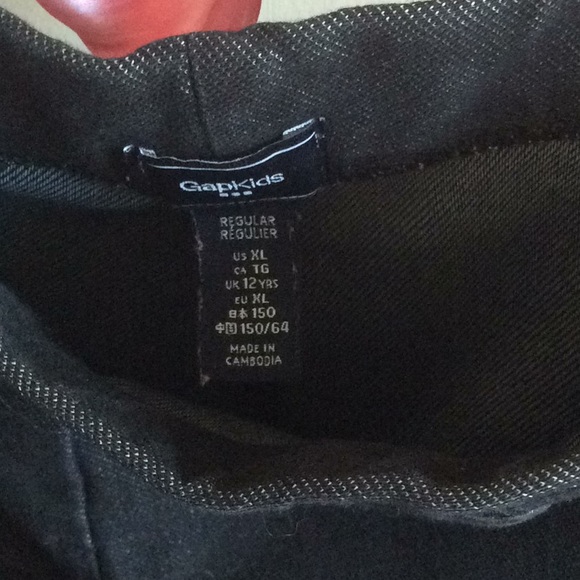 GapKids
REGULAR
RÉGULIER
US XL
CA TG
UK 12 YRS
EU XL
日本 150
中国 150/64
MADE IN
CAMBODIA